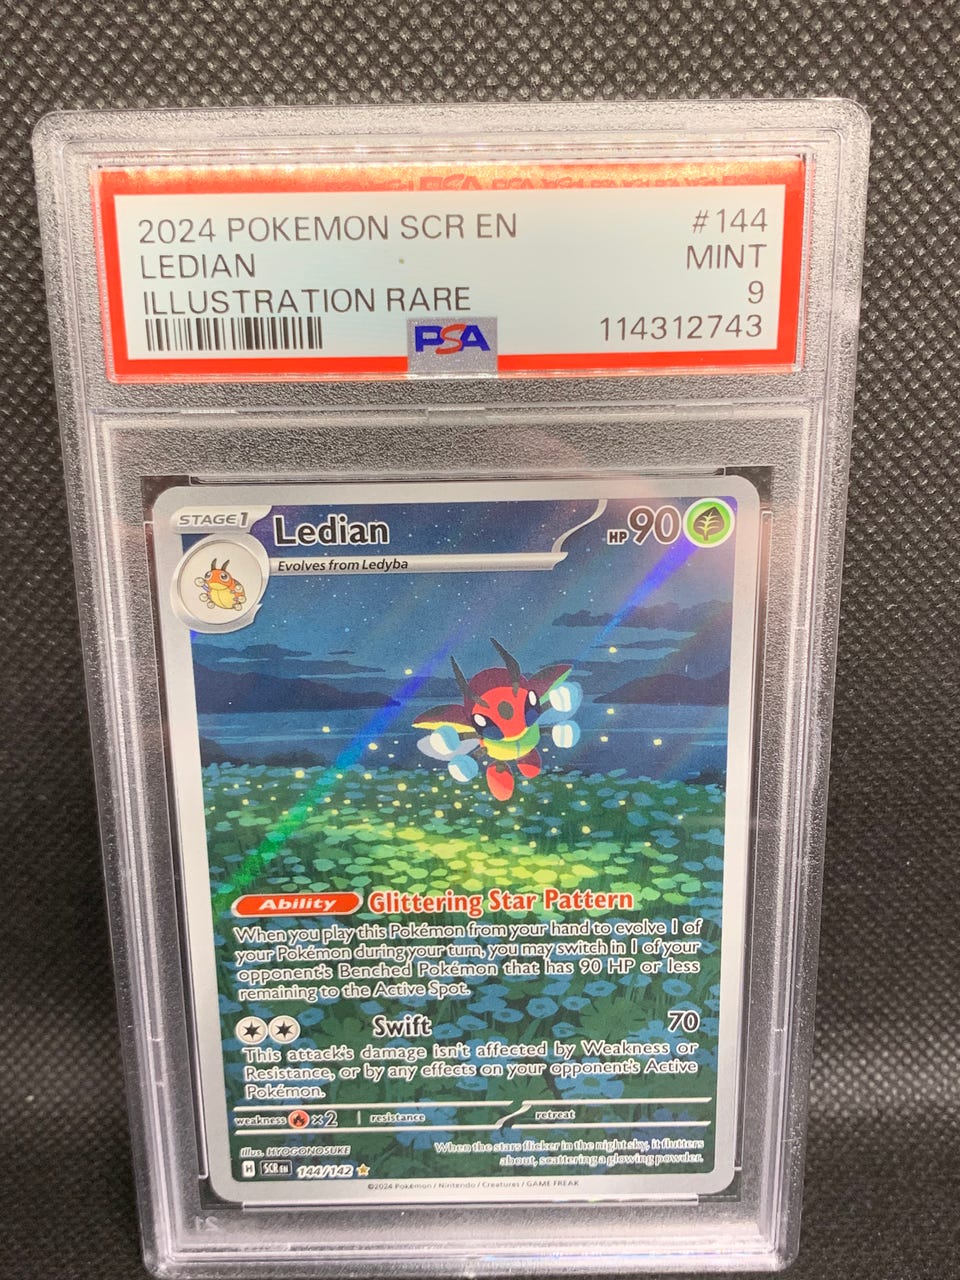 2024 POKEMON SCR EN #144
LEDIAN MINT
ILLUSTRATION RARE 9
PSA 114312743
STAGE1 Ledian HP 90
Evolves from Ledyba
Ability Glittering Star Pattern
When you play this Pokémon from your hand to evolve 1 of
your Pokémon during your turn, you may switch in 1 of your
opponent's Benched Pokémon that has 90 HP or less
remaining to the Active Spot.
Swift 70
This attack's damage isn't affected by Weakness or
Resistance, or by any effects on your opponent's Active
Pokémon.
weakness ×2 resistance retreat
Illus. HYOGONOSUKE
When the stars flicker in the night sky, it flutters
about, scattering a glowing powder.
H SCR EN 144/142
©2024 Pokémon / Nintendo / Creatures / GAME FREAK